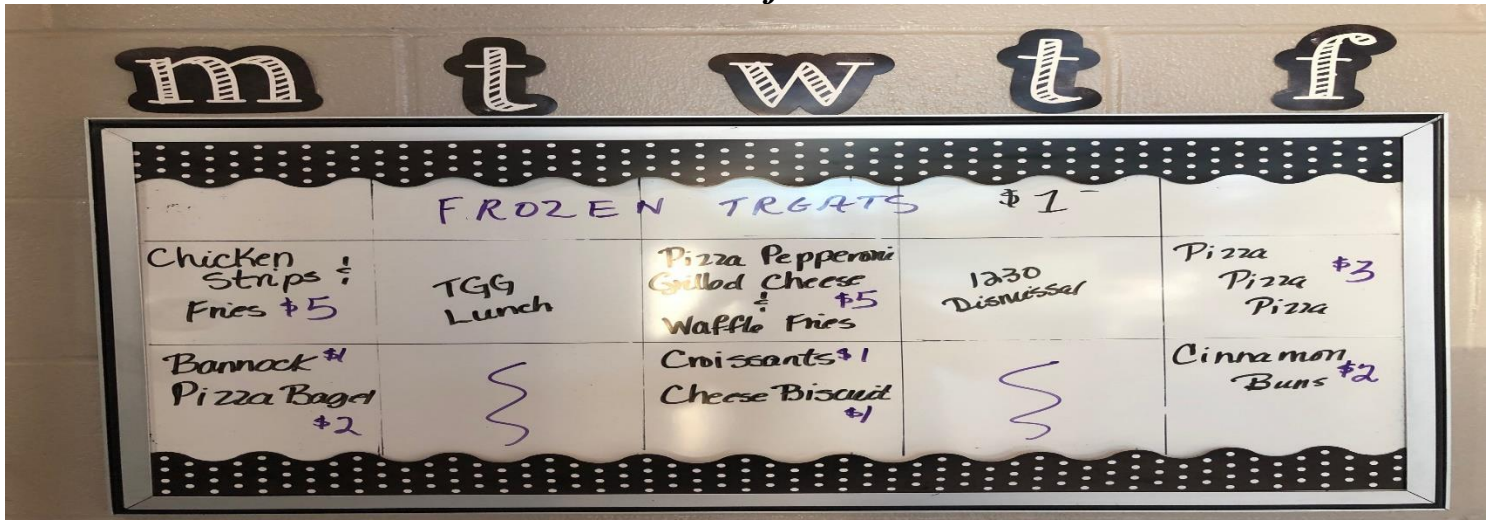 m t w t f
FROZEN TREATS $1
Chicken
Strips &
Fries $5
TGG
Lunch
Pizza Pepperoni
Grilled Cheese
& $5
Waffle Fries
1230
Dismissal
Pizza
Pizza $3
Pizza
Bannock $1
Pizza Bagel
$2
Croissants $1
Cheese Biscuit
$1
Cinnamon
Buns $2